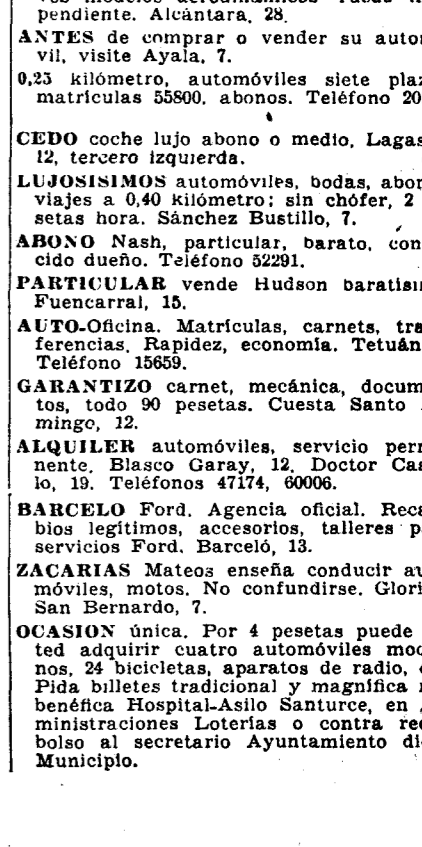 pendiente. Alcántara, 28.
ANTES de comprar o vender su auto
vil, visite Ayala, 7.
0,25 kilómetro, automóviles siete pla
matrículas 55800. abonos. Teléfono 20
CEDO coche lujo abono o medio. Lagas
12, tercero izquierda.
LUJOSISIMOS automóviles, bodas, abo
viajes a 0,40 kilómetro; sin chófer, 2
setas hora. Sánchez Bustillo, 7.
ABONO Nash, particular, barato, con
cido dueño. Teléfono 52291.
PARTICULAR vende Hudson baratísi
Fuencarral, 15.
AUTO-Oficina. Matrículas, carnets, tra
ferencias. Rapidez, economía. Tetuán
Teléfono 15659.
GARANTIZO carnet, mecánica, docum
tos, todo 90 pesetas. Cuesta Santo
mingo, 12.
ALQUILER automóviles, servicio per
nente. Blasco Garay, 12. Doctor Cas
lo, 19. Teléfonos 47174, 60006.
BARCELO Ford. Agencia oficial. Rec
bios legítimos, accesorios, talleres p
servicios Ford. Barceló, 13.
ZACARIAS Mateos enseña conducir au
móviles, motos. No confundirse. Glori
San Bernardo, 7.
OCASION única. Por 4 pesetas puede
ted adquirir cuatro automóviles mod
nos, 24 bicicletas, aparatos de radio,
Pida billetes tradicional y magnífica
benéfica Hospital-Asilo Santurce, en
ministraciones Loterías o contra re
bolso al secretario Ayuntamiento di
Municipio.